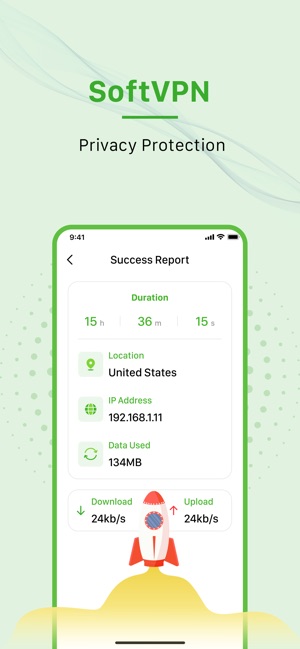 SoftVPN
Privacy Protection
9:41
Success Report
Duration
15 h 36 m 15 s
Location
United States
IP Address
192.168.1.11
Data Used
134MB
Download Upload
24kb/s 24kb/s